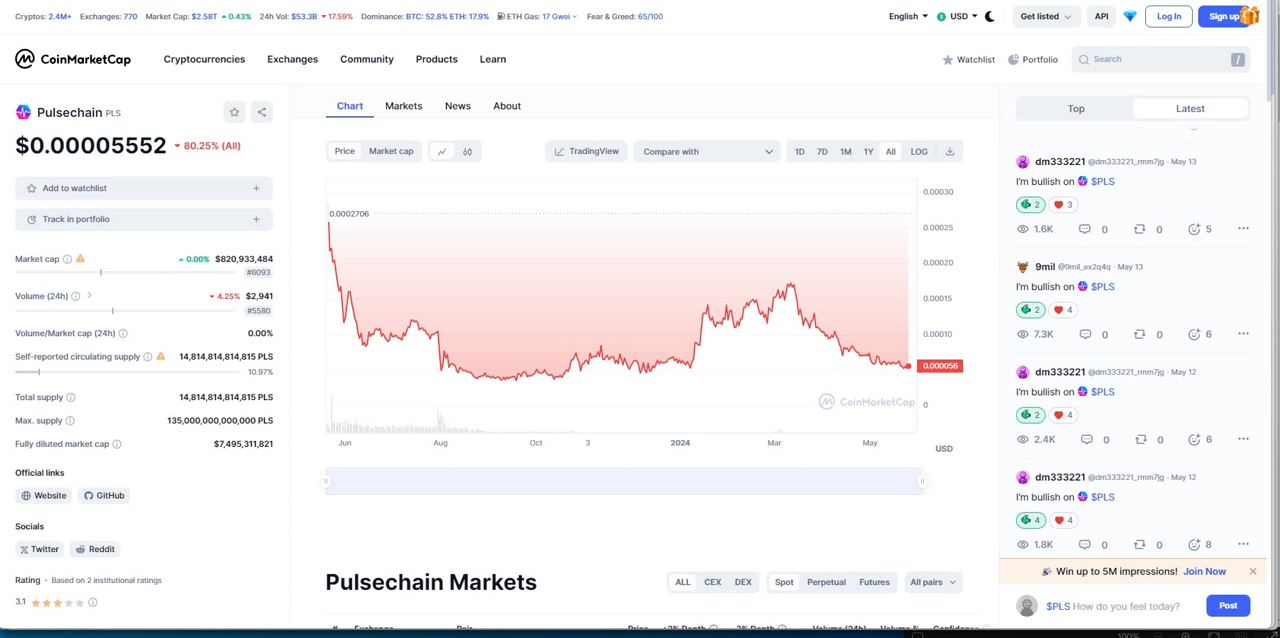 Cryptos: 2.4M+ Exchanges: 770 Market Cap: $2.58T 0.43% 24h Vol: $53.3B 17.59% Dominance: BTC: 52.8% ETH: 17.9% ETH Gas: 17 Gwei Fear & Greed: 65/100
English USD Get listed API Log In Sign up
CoinMarketCap Cryptocurrencies Exchanges Community Products Learn Watchlist Portfolio Search /
Pulsechain PLS
$0.00005552 80.25% (All)
Add to watchlist +
Track in portfolio +
Market cap 0.00% $820,933,484
#6093
Volume (24h) 4.25% $2,941
#5580
Volume/Market cap (24h) 0.00%
Self-reported circulating supply 14,814,814,814,815 PLS
10.97%
Total supply 14,814,814,814,815 PLS
Max. supply 135,000,000,000,000 PLS
Fully diluted market cap $7,495,311,821
Official links
Website GitHub
Socials
Twitter Reddit
Rating · Based on 2 institutional ratings
3.1
Chart Markets News About
Price Market cap TradingView Compare with 1D 7D 1M 1Y All LOG
0.0002706
0.00030
0.00025
0.00020
0.00015
0.00010
0.000056
0
CoinMarketCap
Jun Aug Oct 3 2024 Mar May
USD
Pulsechain Markets ALL CEX DEX Spot Perpetual Futures All pairs
# Exchange Pair Price +2% Depth -2% Depth Volume (24h) Volume % Confidence
Top Latest
dm333221 @dm333221_rmm7jg · May 13
I'm bullish on $PLS
2 3
1.6K 0 0 5
9mil @9mil_ex2q4q · May 13
I'm bullish on $PLS
2 4
7.3K 0 0 6
dm333221 @dm333221_rmm7jg · May 12
I'm bullish on $PLS
2 4
2.4K 0 0 6
dm333221 @dm333221_rmm7jg · May 12
I'm bullish on $PLS
4 4
1.8K 0 0 8
Win up to 5M impressions! Join Now
$PLS How do you feel today? Post
100%